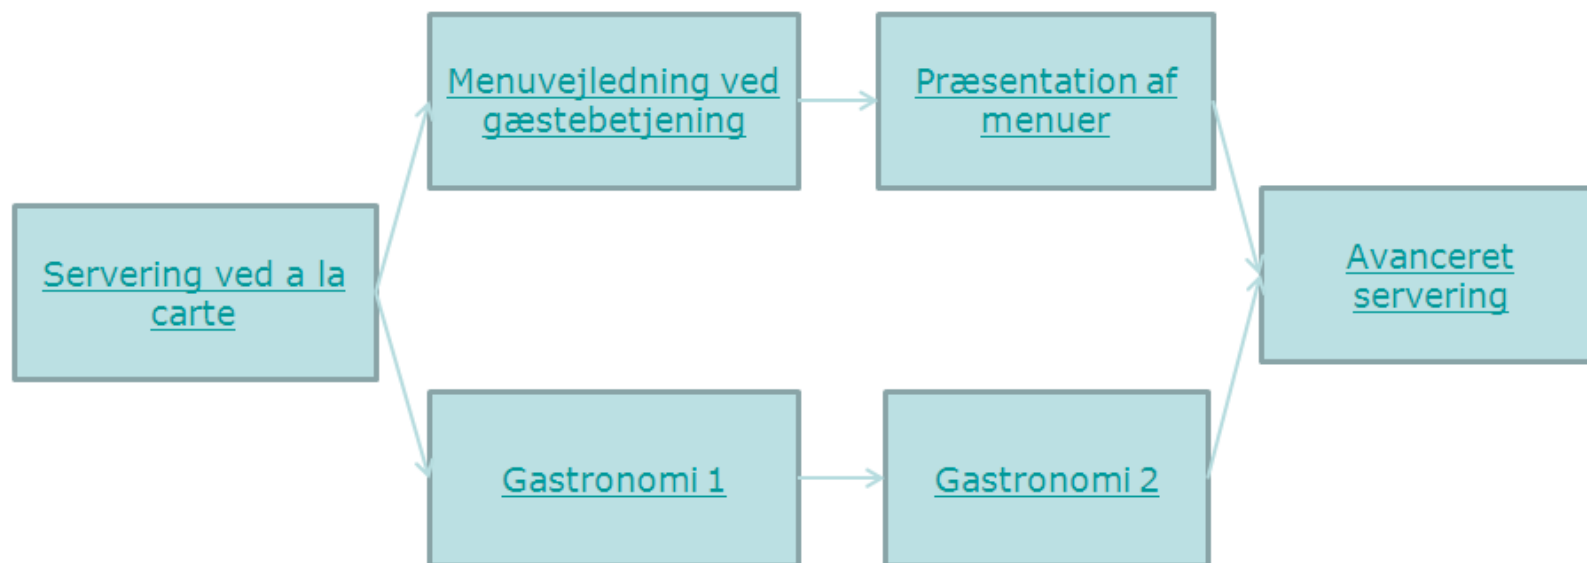 Menuvejledning ved
gæstebetjening
Præsentation af
menuer
Servering ved a la
carte
Avanceret
servering
Gastronomi 1
Gastronomi 2